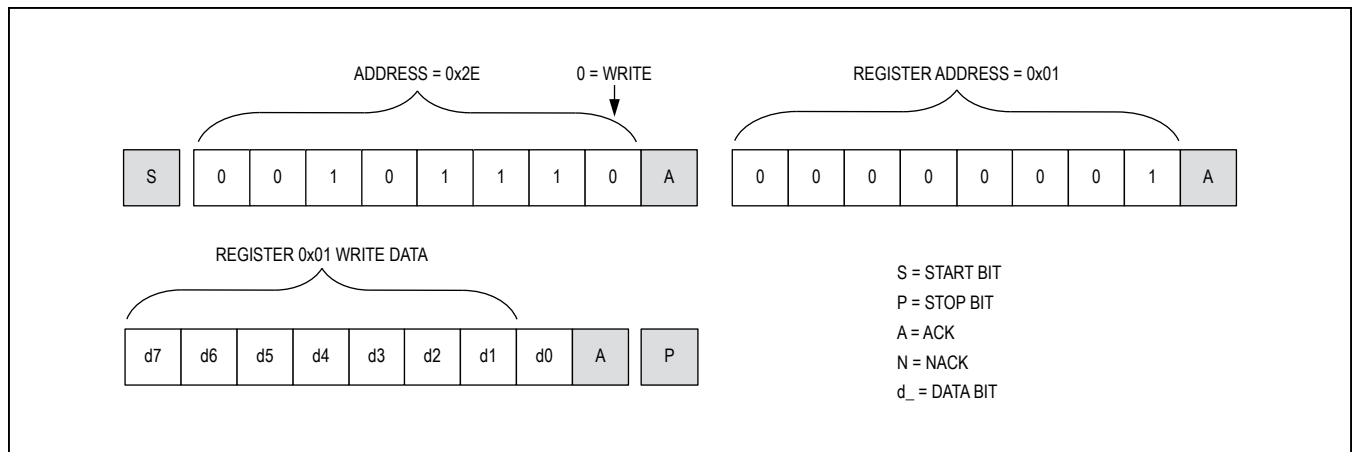 ADDRESS = 0x2E 0 = WRITE REGISTER ADDRESS = 0x01
S 0 0 1 0 1 1 1 0 A 0 0 0 0 0 0 0 1 A
REGISTER 0x01 WRITE DATA
d7 d6 d5 d4 d3 d2 d1 d0 A P
S = START BIT
P = STOP BIT
A = ACK
N = NACK
d_ = DATA BIT